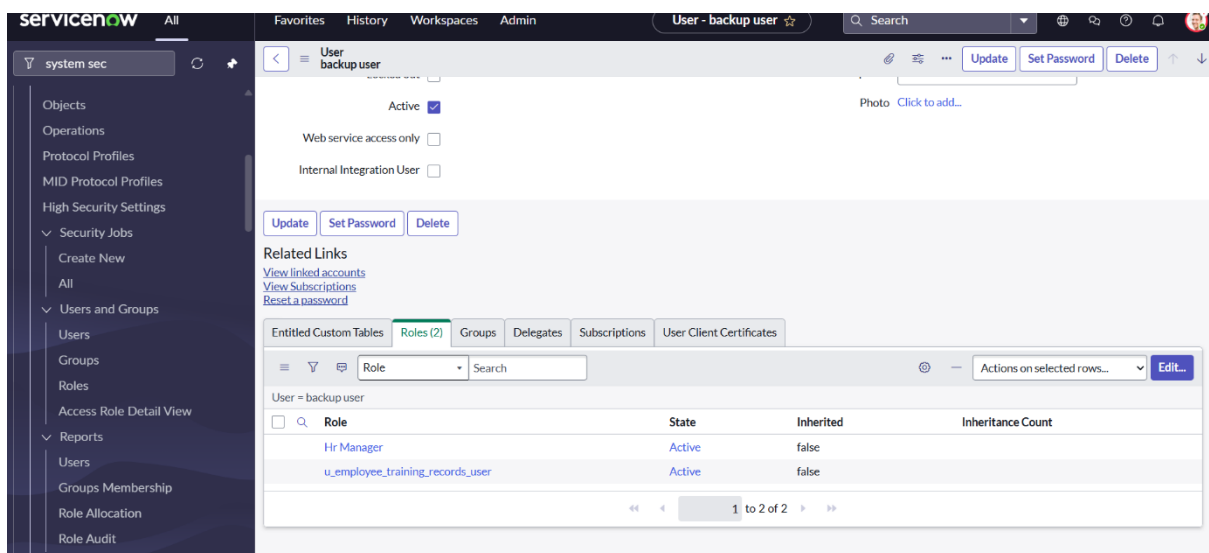 servicenow All Favorites History Workspaces Admin User - backup user Search
system sec
User
backup user
Update Set Password Delete
Objects
Operations
Protocol Profiles
MID Protocol Profiles
High Security Settings
Security Jobs
Create New
All
Users and Groups
Users
Groups
Roles
Access Role Detail View
Reports
Users
Groups Membership
Role Allocation
Role Audit
Active
Photo Click to add...
Web service access only
Internal Integration User
Update Set Password Delete
Related Links
View linked accounts
View Subscriptions
Reset a password
Entitled Custom Tables Roles (2) Groups Delegates Subscriptions User Client Certificates
Role Search Actions on selected rows... Edit...
User = backup user
Role State Inherited Inheritance Count
Hr Manager Active false
u_employee_training_records_user Active false
1 to 2 of 2